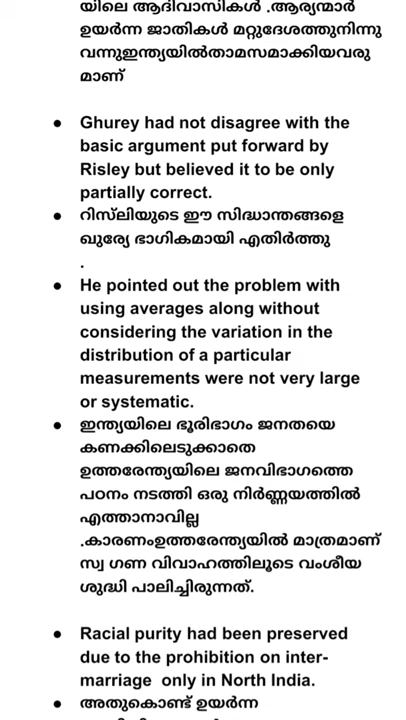 യിലെ ആദിവാസികൾ .ആര്യന്മാർ
ഉയർന്ന ജാതികൾ മറ്റുദേശത്തുനിന്നു
വന്നുഇന്ത്യയിൽതാമസമാക്കിയവരു
മാണ്
● Ghurey had not disagree with the
basic argument put forward by
Risley but believed it to be only
partially correct.
● റിസ്‌ലിയുടെ ഈ സിദ്ധാന്തങ്ങളെ
ഖുര്യേ ഭാഗികമായി എതിർത്തു
.
● He pointed out the problem with
using averages along without
considering the variation in the
distribution of a particular
measurements were not very large
or systematic.
● ഇന്ത്യയിലെ ഭൂരിഭാഗം ജനതയെ
കണക്കിലെടുക്കാതെ
ഉത്തരേന്ത്യയിലെ ജനവിഭാഗത്തെ
പഠനം നടത്തി ഒരു നിർണ്ണയത്തിൽ
എത്താനാവില്ല
.കാരണംഉത്തരേന്ത്യയിൽ മാത്രമാണ്
സ്വ ഗണ വിവാഹത്തിലൂടെ വംശീയ
ശുദ്ധി പാലിച്ചിരുന്നത്.
● Racial purity had been preserved
due to the prohibition on inter-
marriage only in North India.
● അതുകൊണ്ട് ഉയർന്ന